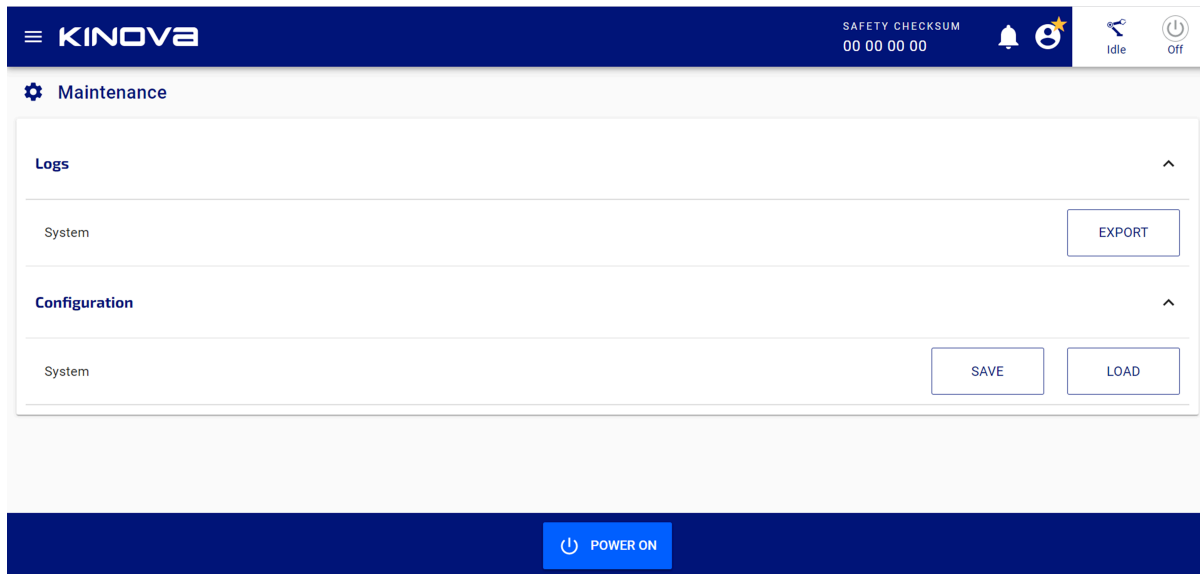 KINOVA
SAFETY CHECKSUM
00 00 00 00
Idle
Off
Maintenance
Logs
System
EXPORT
Configuration
System
SAVE
LOAD
POWER ON